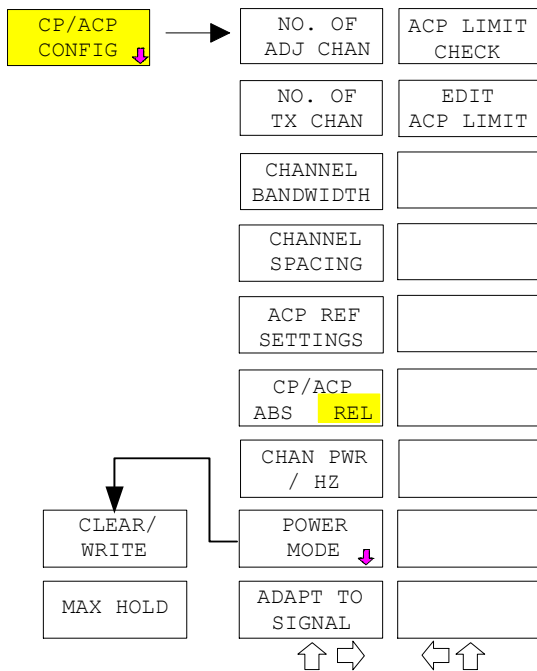 CP/ACP
CONFIG
NO. OF
ADJ CHAN
ACP LIMIT
CHECK
NO. OF
TX CHAN
EDIT
ACP LIMIT
CHANNEL
BANDWIDTH
CHANNEL
SPACING
ACP REF
SETTINGS
CP/ACP
ABS REL
CHAN PWR
/ HZ
CLEAR/
WRITE
POWER
MODE
MAX HOLD
ADAPT TO
SIGNAL